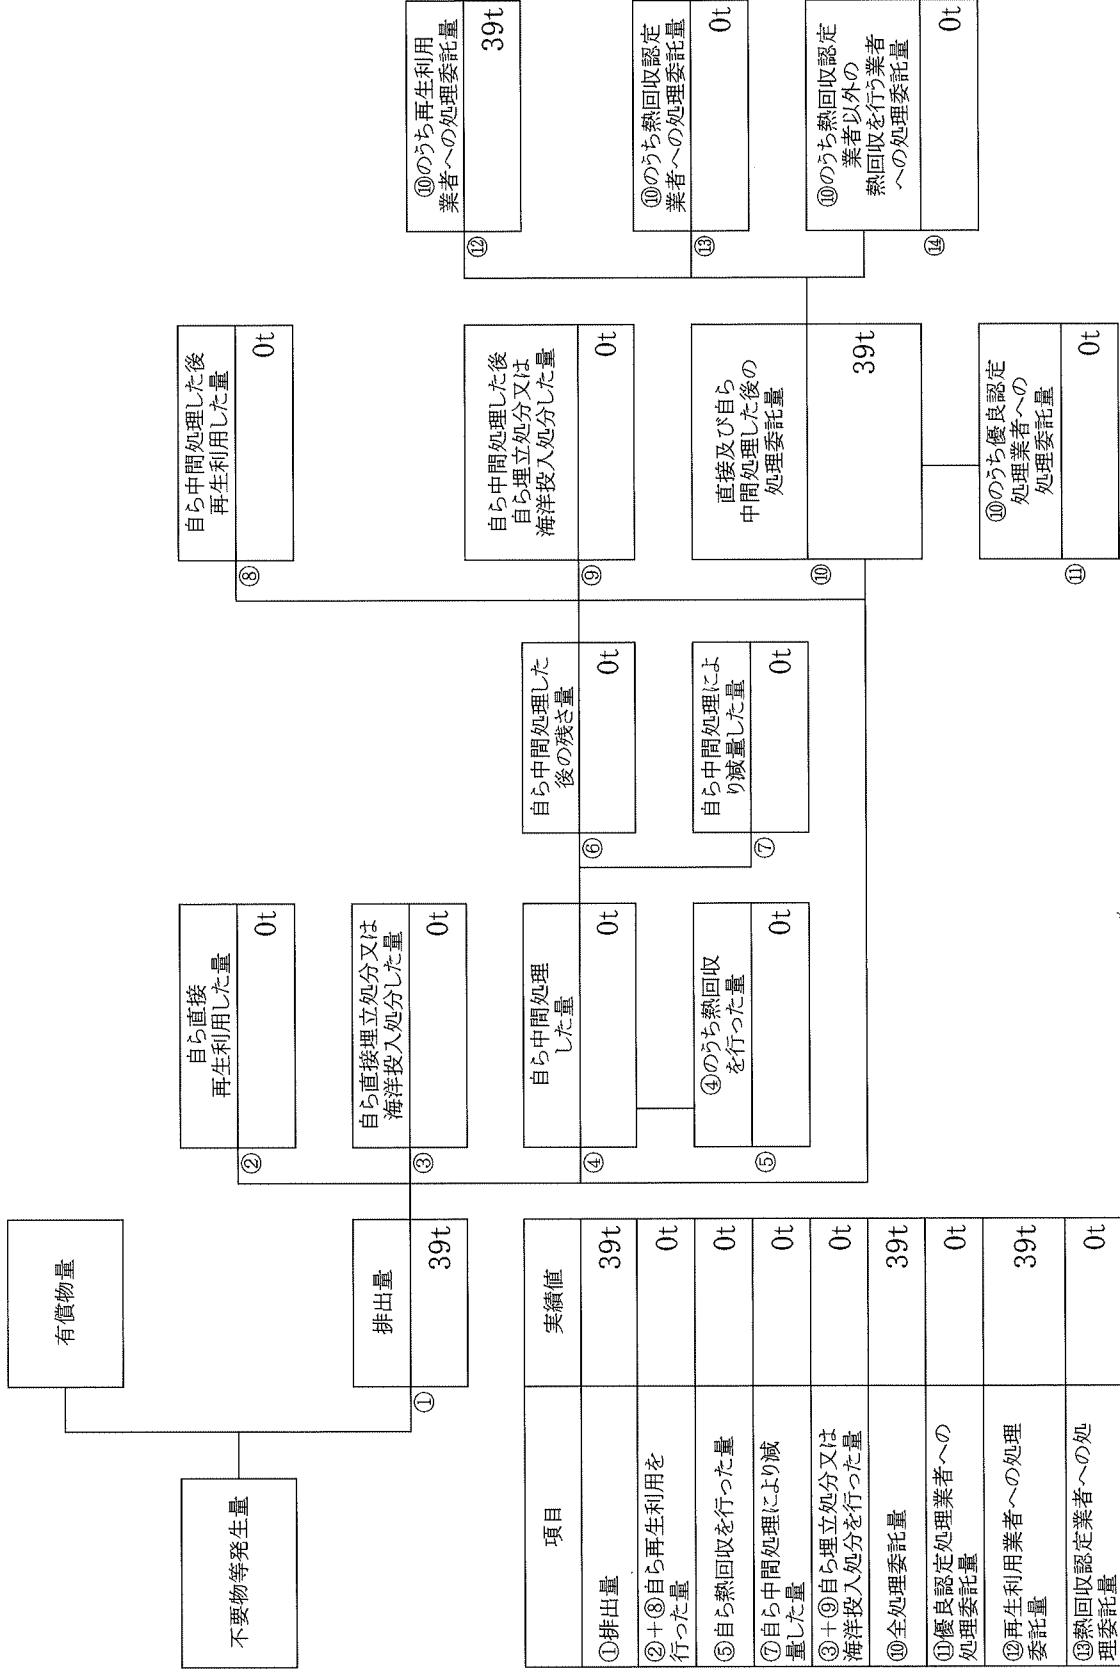 不要物等発生量
有償物量
排出量
①
39t
自ら直接
再生利用した量
②
0t
自ら直接埋立処分又は
海洋投入処分した量
③
0t
自ら中間処理
した量
④
0t
④のうち熱回収
を行った量
⑤
0t
自ら中間処理した
後の残さ量
⑥
0t
自ら中間処理によ
り減量した量
⑦
0t
自ら中間処理した後
再生利用した量
⑧
0t
自ら中間処理した後
自ら埋立処分又は
海洋投入処分した量
⑨
0t
直接及び自ら
中間処理した後の
処理委託量
⑩
39t
⑩のうち優良認定
処理業者への
処理委託量
⑪
0t
⑩のうち再生利用
業者への処理委託量
⑫
39t
⑩のうち熱回収認定
業者への処理委託量
⑬
0t
⑩のうち熱回収認定
業者以外の
熱回収を行う業者
への処理委託量
⑭
0t
項目 実績値
①排出量 39t
②+⑧自ら再生利用を
行った量 0t
⑤自ら熱回収を行った量 0t
⑦自ら中間処理により減
量した量 0t
③+⑨自ら埋立処分又は
海洋投入処分を行った量 0t
⑩全処理委託量 39t
⑪優良認定処理業者への
処理委託量 0t
⑫再生利用業者への処理
委託量 39t
⑬熱回収認定業者への処
理委託量 0t